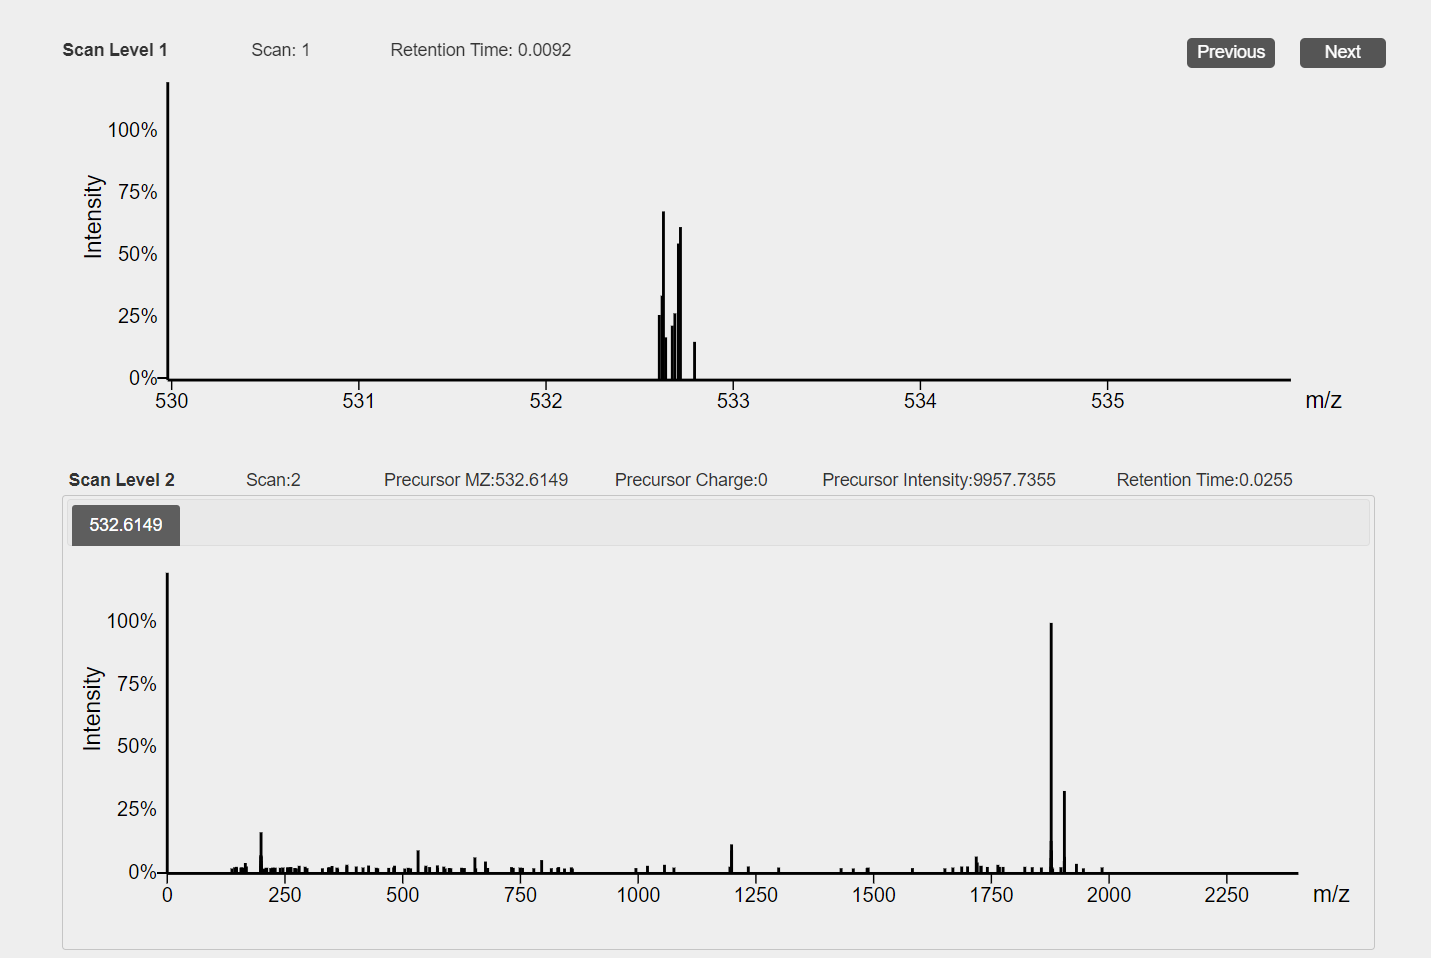 Scan Level 1 Scan: 1 Retention Time: 0.0092 Previous Next
100%
75%
50%
25%
0%
Intensity
530 531 532 533 534 535 m/z
Scan Level 2 Scan:2 Precursor MZ:532.6149 Precursor Charge:0 Precursor Intensity:9957.7355 Retention Time:0.0255
532.6149
100%
75%
50%
25%
0%
Intensity
0 250 500 750 1000 1250 1500 1750 2000 2250 m/z